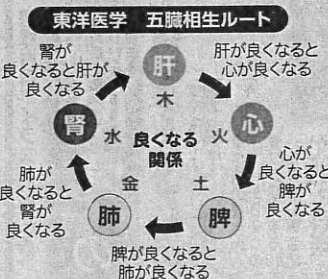 東洋医学 五臓相生ルート
腎が
良くなると肝が
良くなる
肝
木
肝が良くなると
心が良くなる
腎
水
良くなる
関係
火
心
心が
良くなると
脾が
良くなる
肺が
良くなると
腎が
良くなる
金
土
肺
脾
脾が良くなると
肺が良くなる